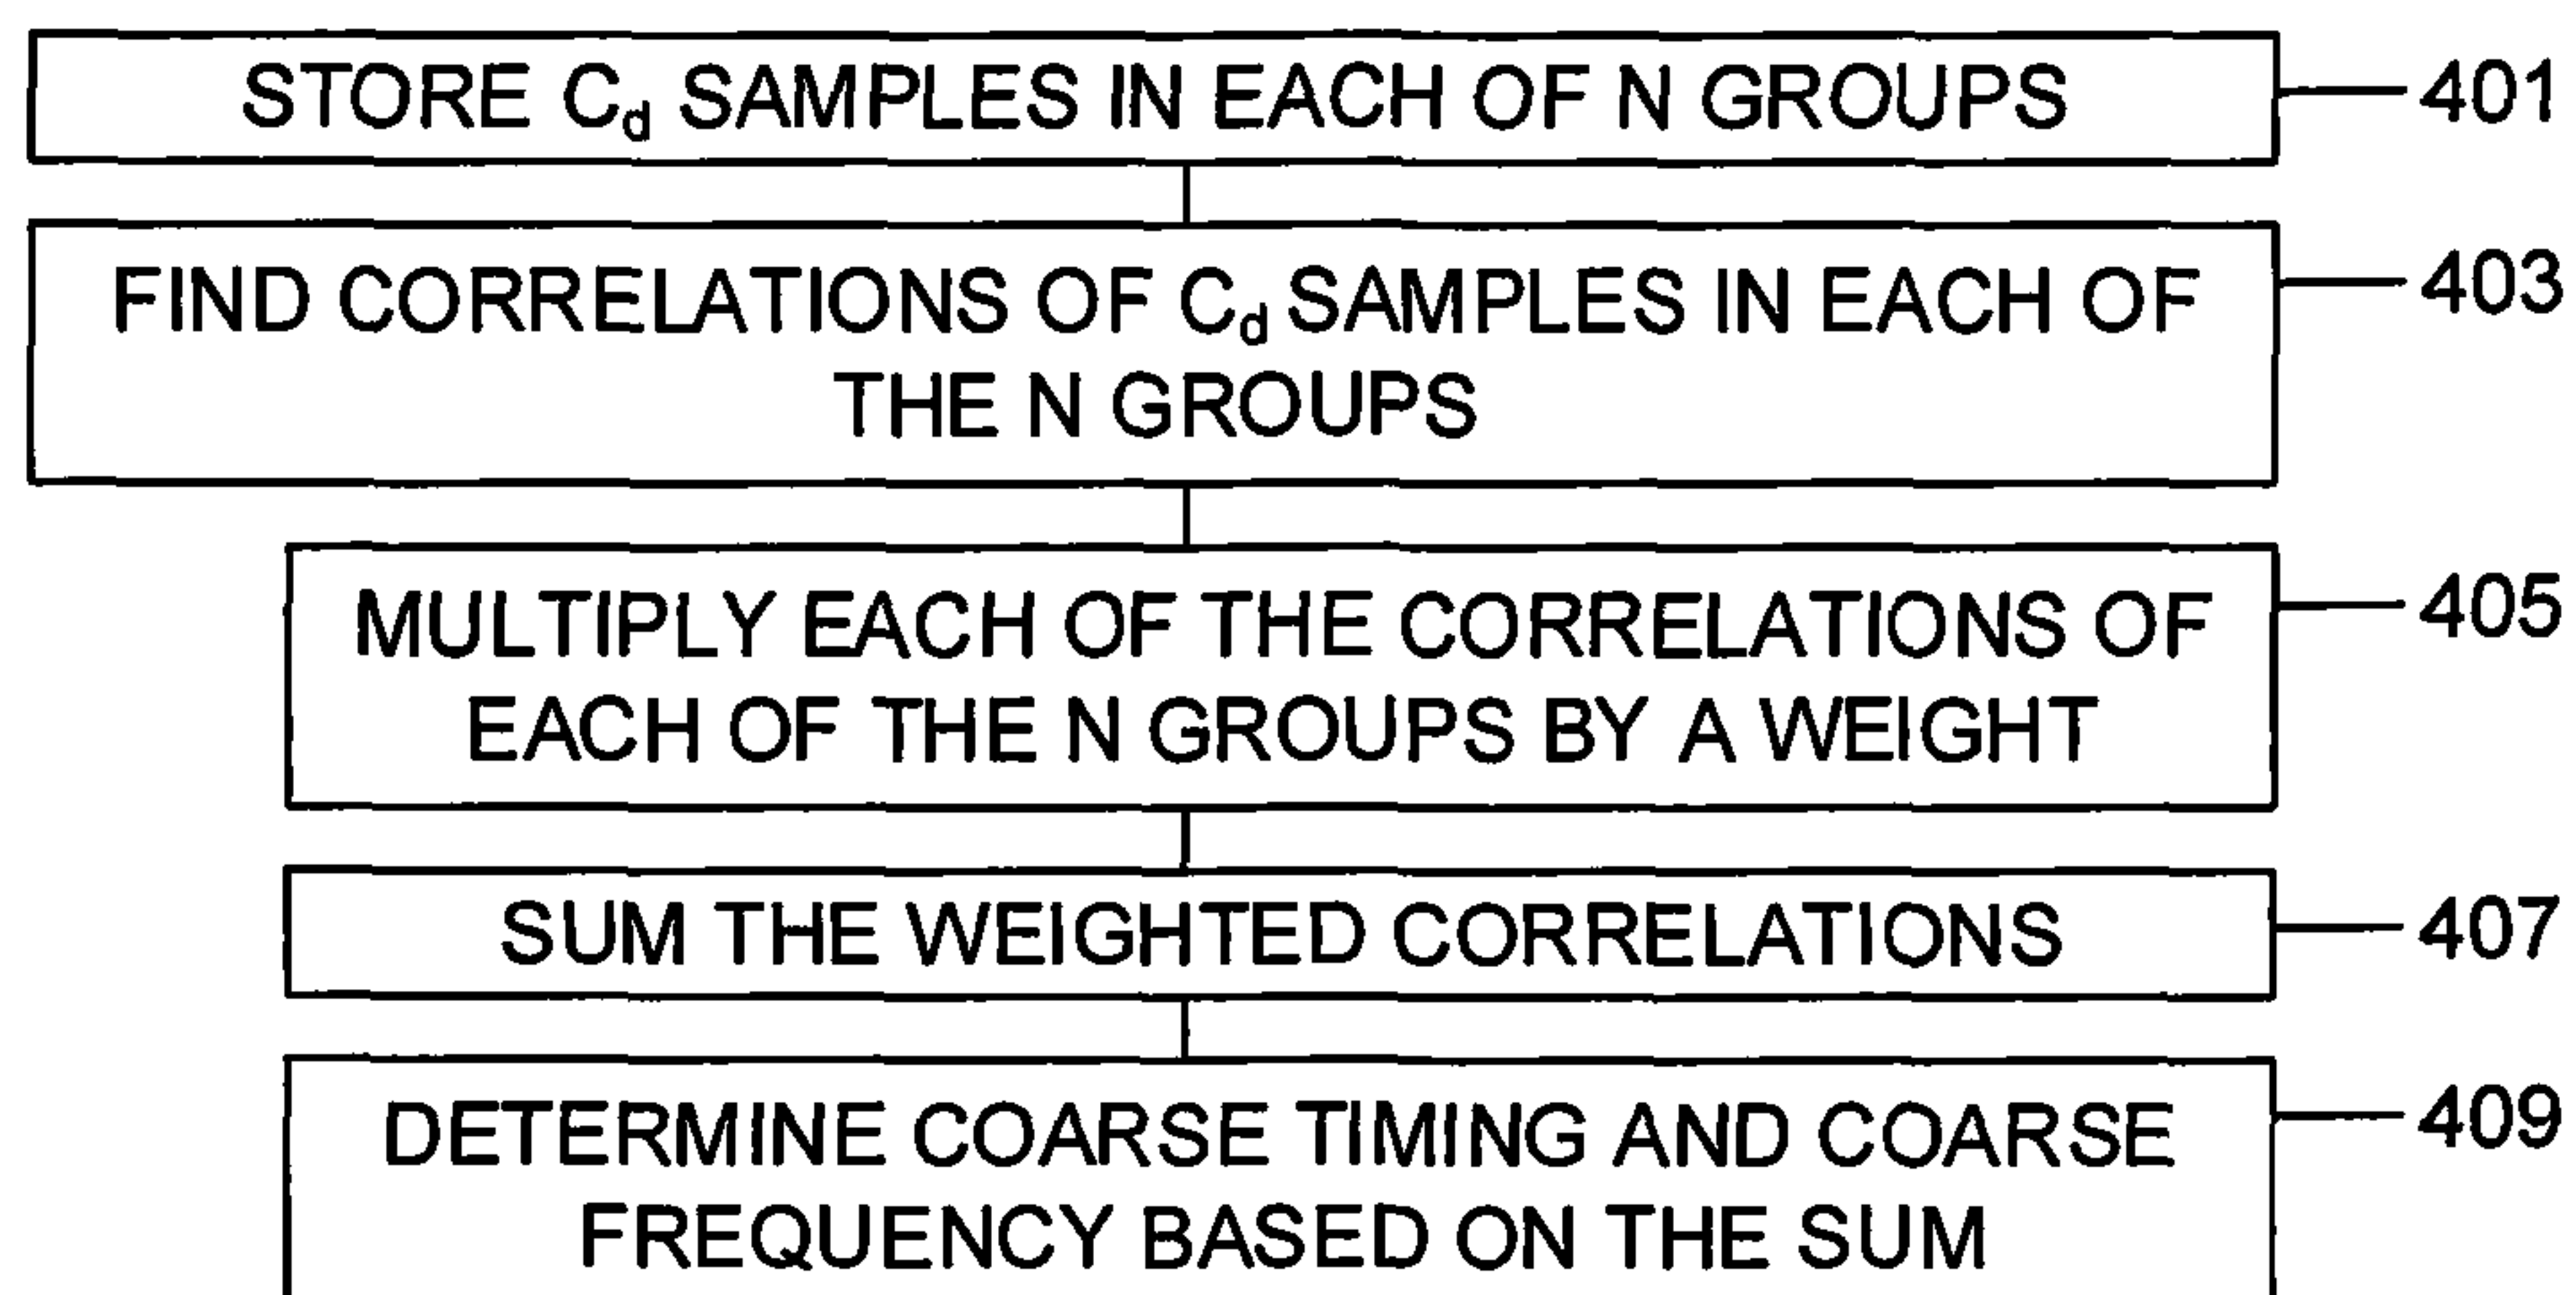 STORE Cd SAMPLES IN EACH OF N GROUPS
401
FIND CORRELATIONS OF Cd SAMPLES IN EACH OF
THE N GROUPS
403
MULTIPLY EACH OF THE CORRELATIONS OF
EACH OF THE N GROUPS BY A WEIGHT
405
SUM THE WEIGHTED CORRELATIONS
407
DETERMINE COARSE TIMING AND COARSE
FREQUENCY BASED ON THE SUM
409